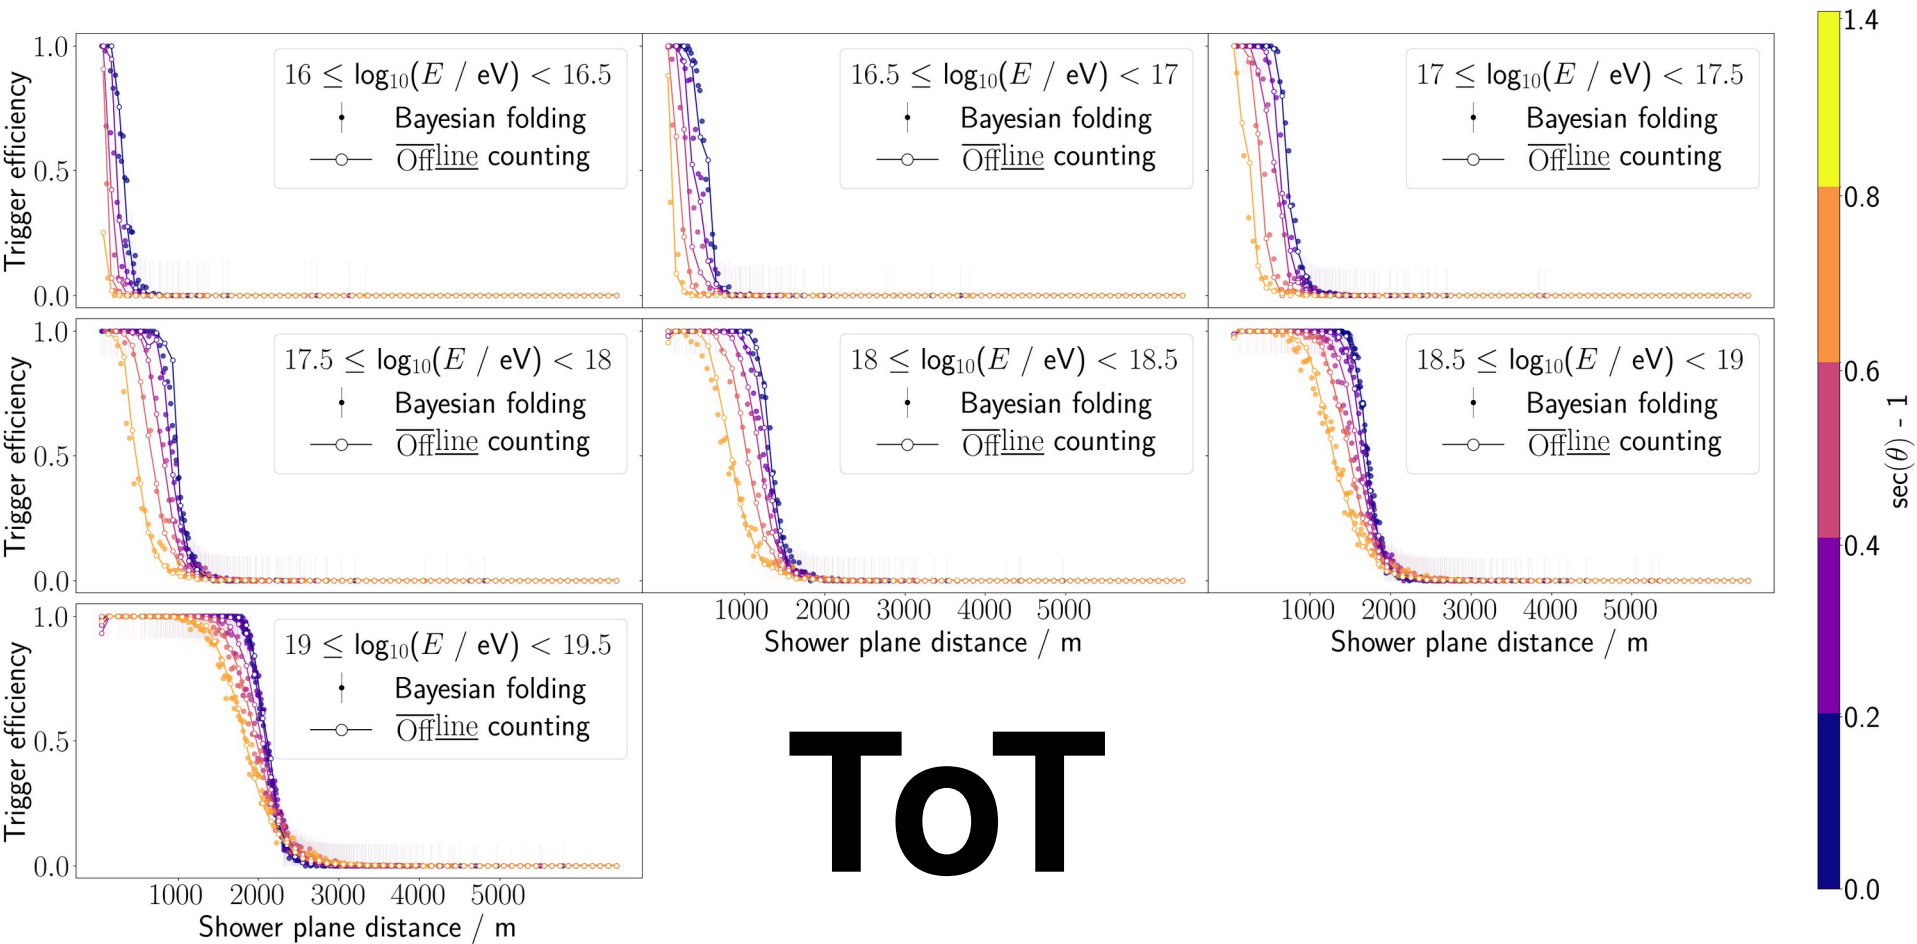 1.0
0.5
0.0
Trigger efficiency
16 ≤ log₁₀(E / eV) < 16.5
Bayesian folding
Offline counting
16.5 ≤ log₁₀(E / eV) < 17
Bayesian folding
Offline counting
17 ≤ log₁₀(E / eV) < 17.5
Bayesian folding
Offline counting
1.0
0.5
0.0
Trigger efficiency
17.5 ≤ log₁₀(E / eV) < 18
Bayesian folding
Offline counting
18 ≤ log₁₀(E / eV) < 18.5
Bayesian folding
Offline counting
1000 2000 3000 4000 5000
Shower plane distance / m
18.5 ≤ log₁₀(E / eV) < 19
Bayesian folding
Offline counting
1000 2000 3000 4000 5000
Shower plane distance / m
1.0
0.5
0.0
Trigger efficiency
19 ≤ log₁₀(E / eV) < 19.5
Bayesian folding
Offline counting
1000 2000 3000 4000 5000
Shower plane distance / m
ToT
1.4
0.8
0.6
0.4
0.2
0.0
sec(θ) - 1